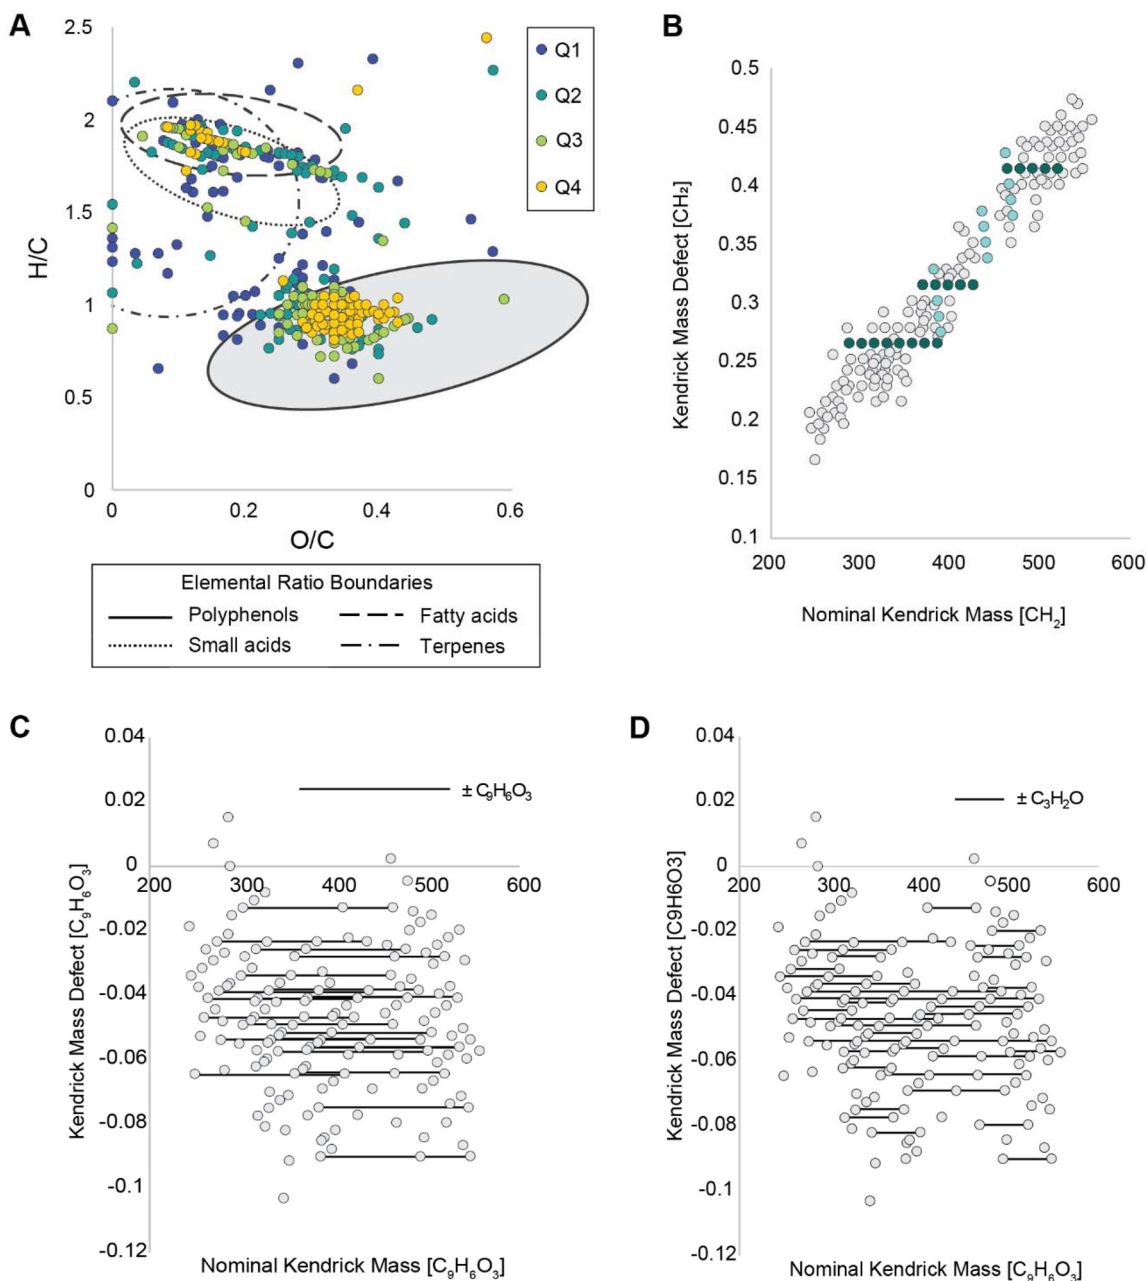 A
2.5
2
1.5
1
0.5
0
0
0.2
0.4
0.6
H/C
O/C
Q1
Q2
Q3
Q4
Elemental Ratio Boundaries
Polyphenols
Fatty acids
Small acids
Terpenes
B
0.5
0.45
0.4
0.35
0.3
0.25
0.2
0.15
0.1
200
300
400
500
600
Kendrick Mass Defect [CH₂]
Nominal Kendrick Mass [CH₂]
C
0.04
0.02
0
-0.02
-0.04
-0.06
-0.08
-0.1
-0.12
200
300
400
500
600
± C₉H₆O₃
Kendrick Mass Defect [C₉H₆O₃]
Nominal Kendrick Mass [C₉H₆O₃]
D
0.04
0.02
0
-0.02
-0.04
-0.06
-0.08
-0.1
-0.12
200
300
400
500
600
± C₃H₂O
Kendrick Mass Defect [C9H6O3]
Nominal Kendrick Mass [C₉H₆O₃]